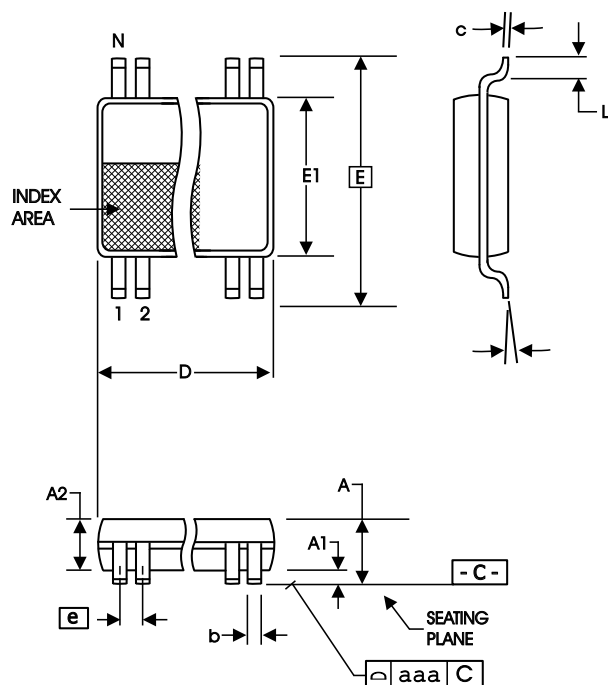 N
c
L
E1
E
INDEX
AREA
1 2
D
A2
A
A1
- C -
e
b
SEATING
PLANE
aaa C